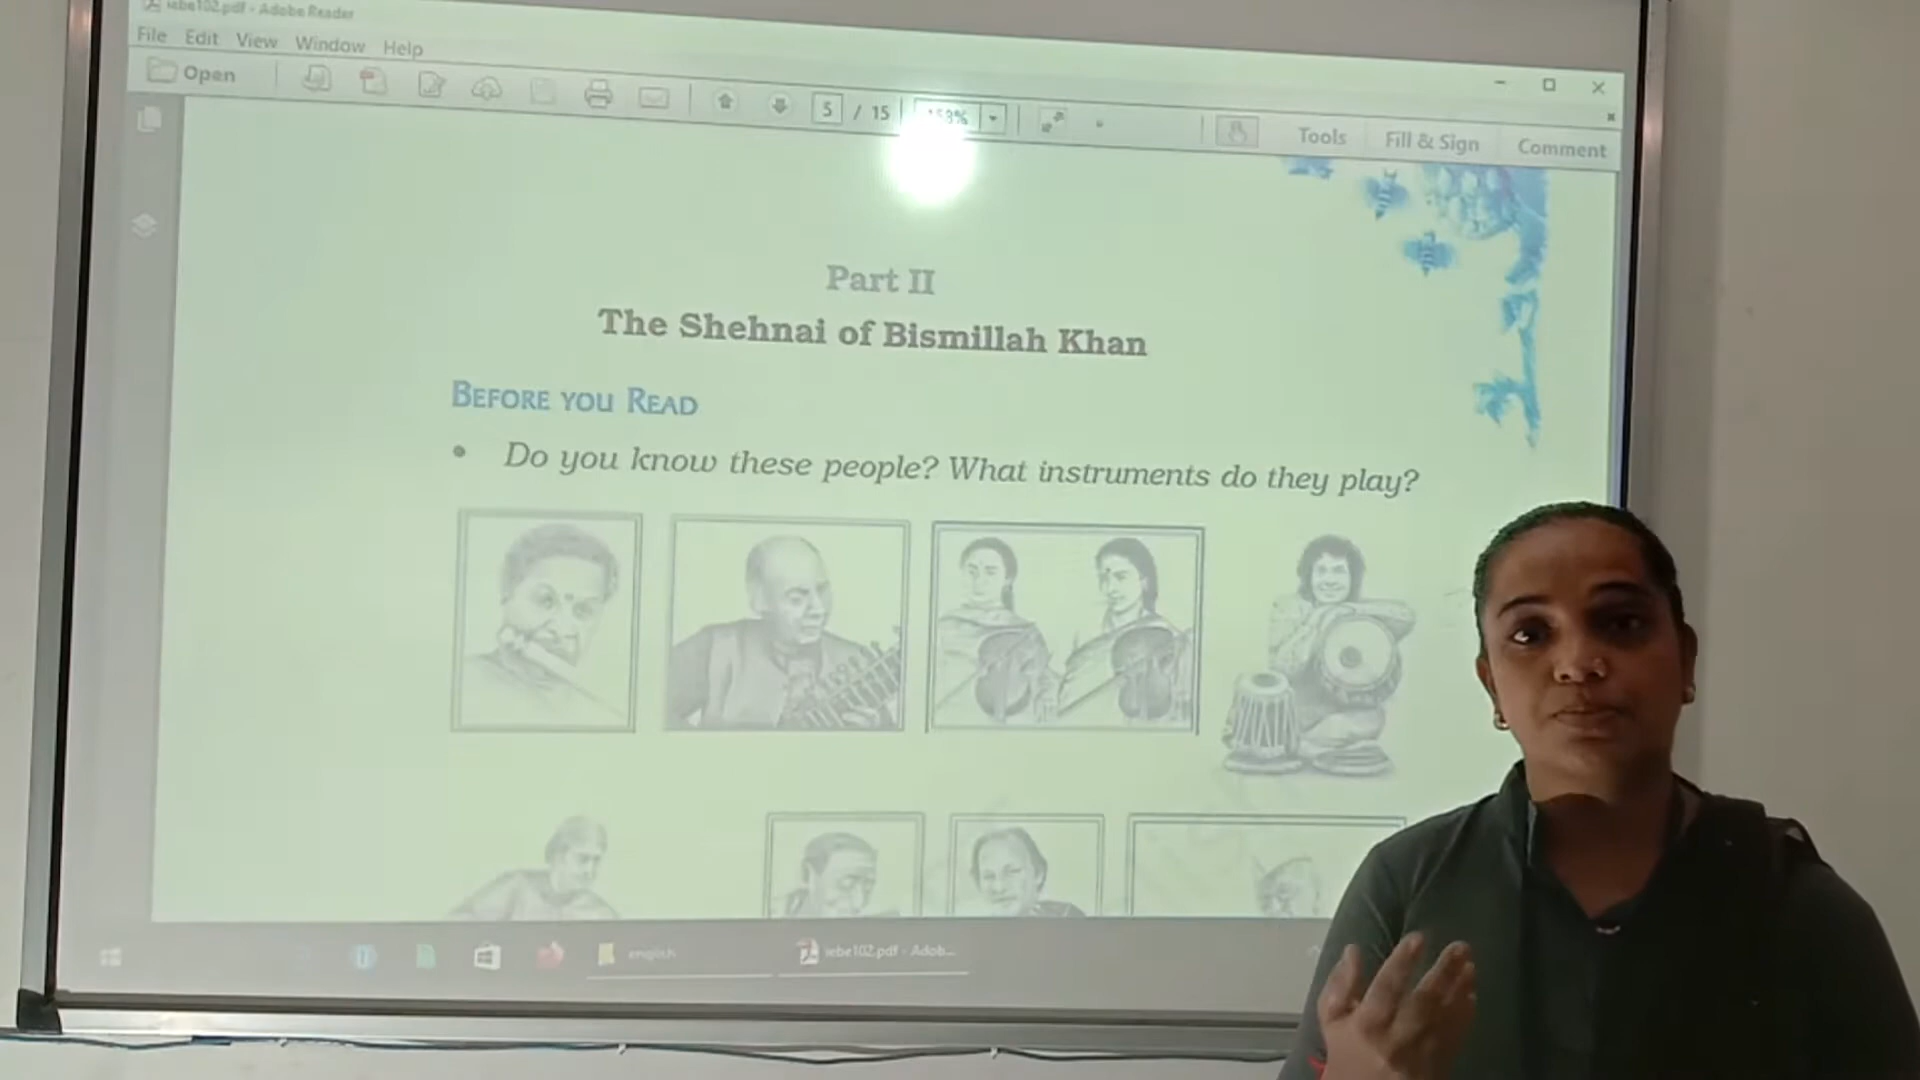 iebe102.pdf - Adobe Reader
File Edit View Window Help
Open
5 / 15
Tools Fill & Sign Comment
Part II
The Shehnai of Bismillah Khan
BEFORE YOU READ
• Do you know these people? What instruments do they play?
english
iebe102.pdf - Adob...